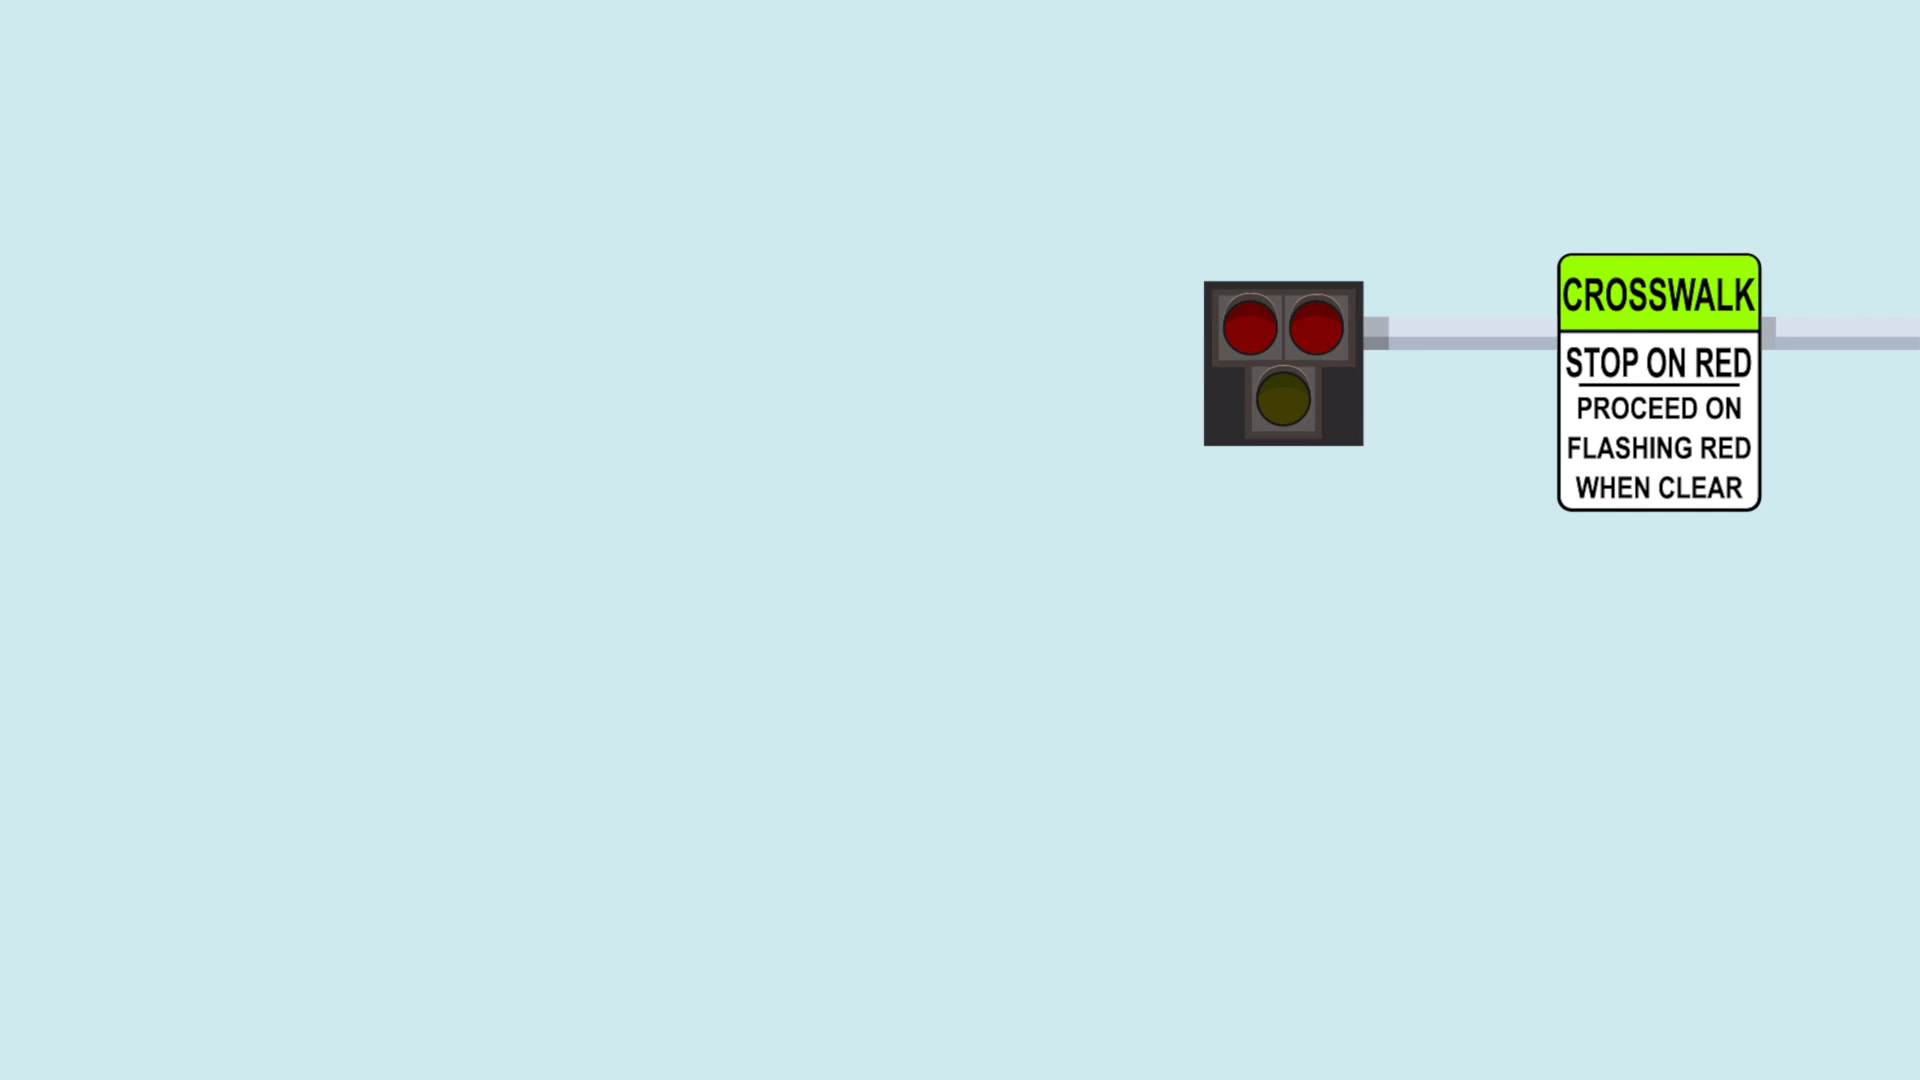 CROSSWALK
STOP ON RED
PROCEED ON
FLASHING RED
WHEN CLEAR